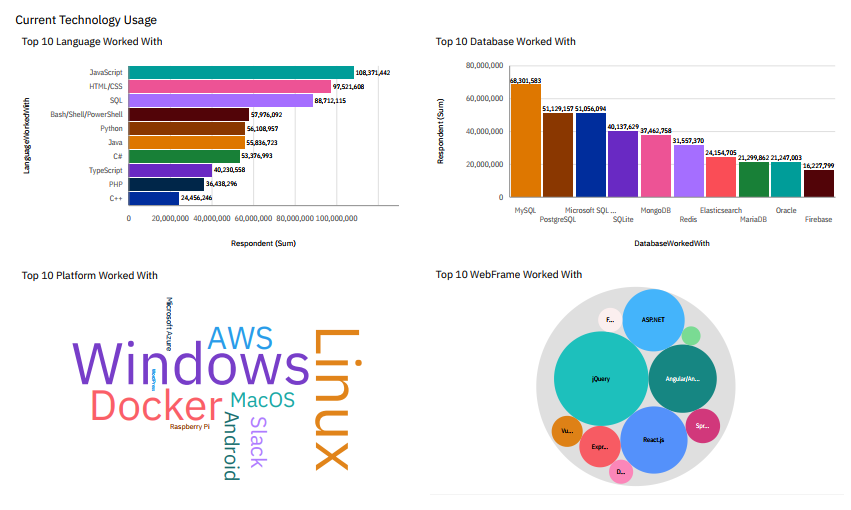 Current Technology Usage
Top 10 Language Worked With
LanguageWorkedWith
JavaScript 108,371,442
HTML/CSS 97,521,608
SQL 88,712,115
Bash/Shell/PowerShell 57,976,092
Python 56,108,957
Java 55,836,723
C# 53,376,993
TypeScript 40,230,558
PHP 36,438,296
C++ 24,456,246
0 20,000,000 40,000,000 60,000,000 80,000,000 100,000,000
Respondent (Sum)
Top 10 Database Worked With
Respondent (Sum)
80,000,000
60,000,000
40,000,000
20,000,000
0
68,301,583
51,129,157
51,056,094
40,137,629
37,462,758
31,557,370
24,154,705
21,299,862
21,247,003
16,227,799
MySQL
PostgreSQL
Microsoft SQL ...
SQLite
MongoDB
Redis
Elasticsearch
MariaDB
Oracle
Firebase
DatabaseWorkedWith
Top 10 Platform Worked With
Microsoft Azure
AWS
Windows
Linux
Docker
MacOS
Raspberry Pi
Android
Slack
Top 10 WebFrame Worked With
ASP.NET
F...
jQuery
Angular/An...
Vu...
Expr...
React.js
Spr...
D...